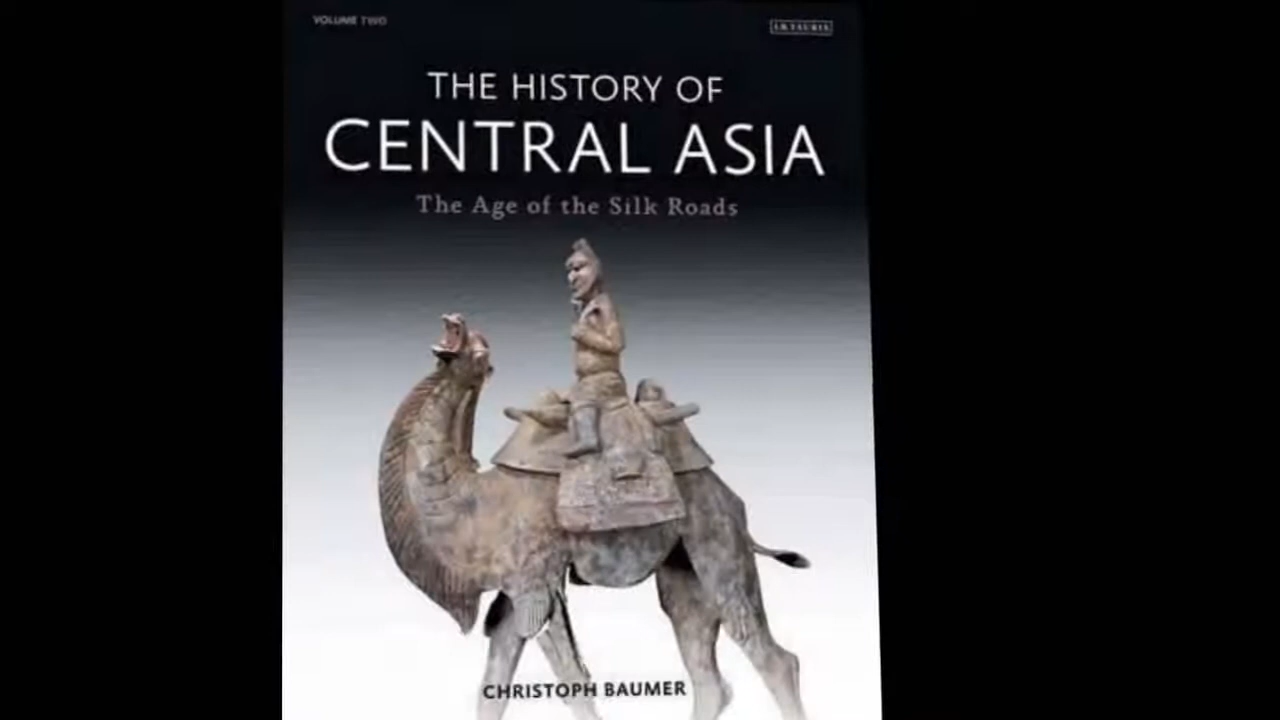 VOLUME TWO
I.B.TAURIS
THE HISTORY OF
CENTRAL ASIA
The Age of the Silk Roads
CHRISTOPH BAUMER